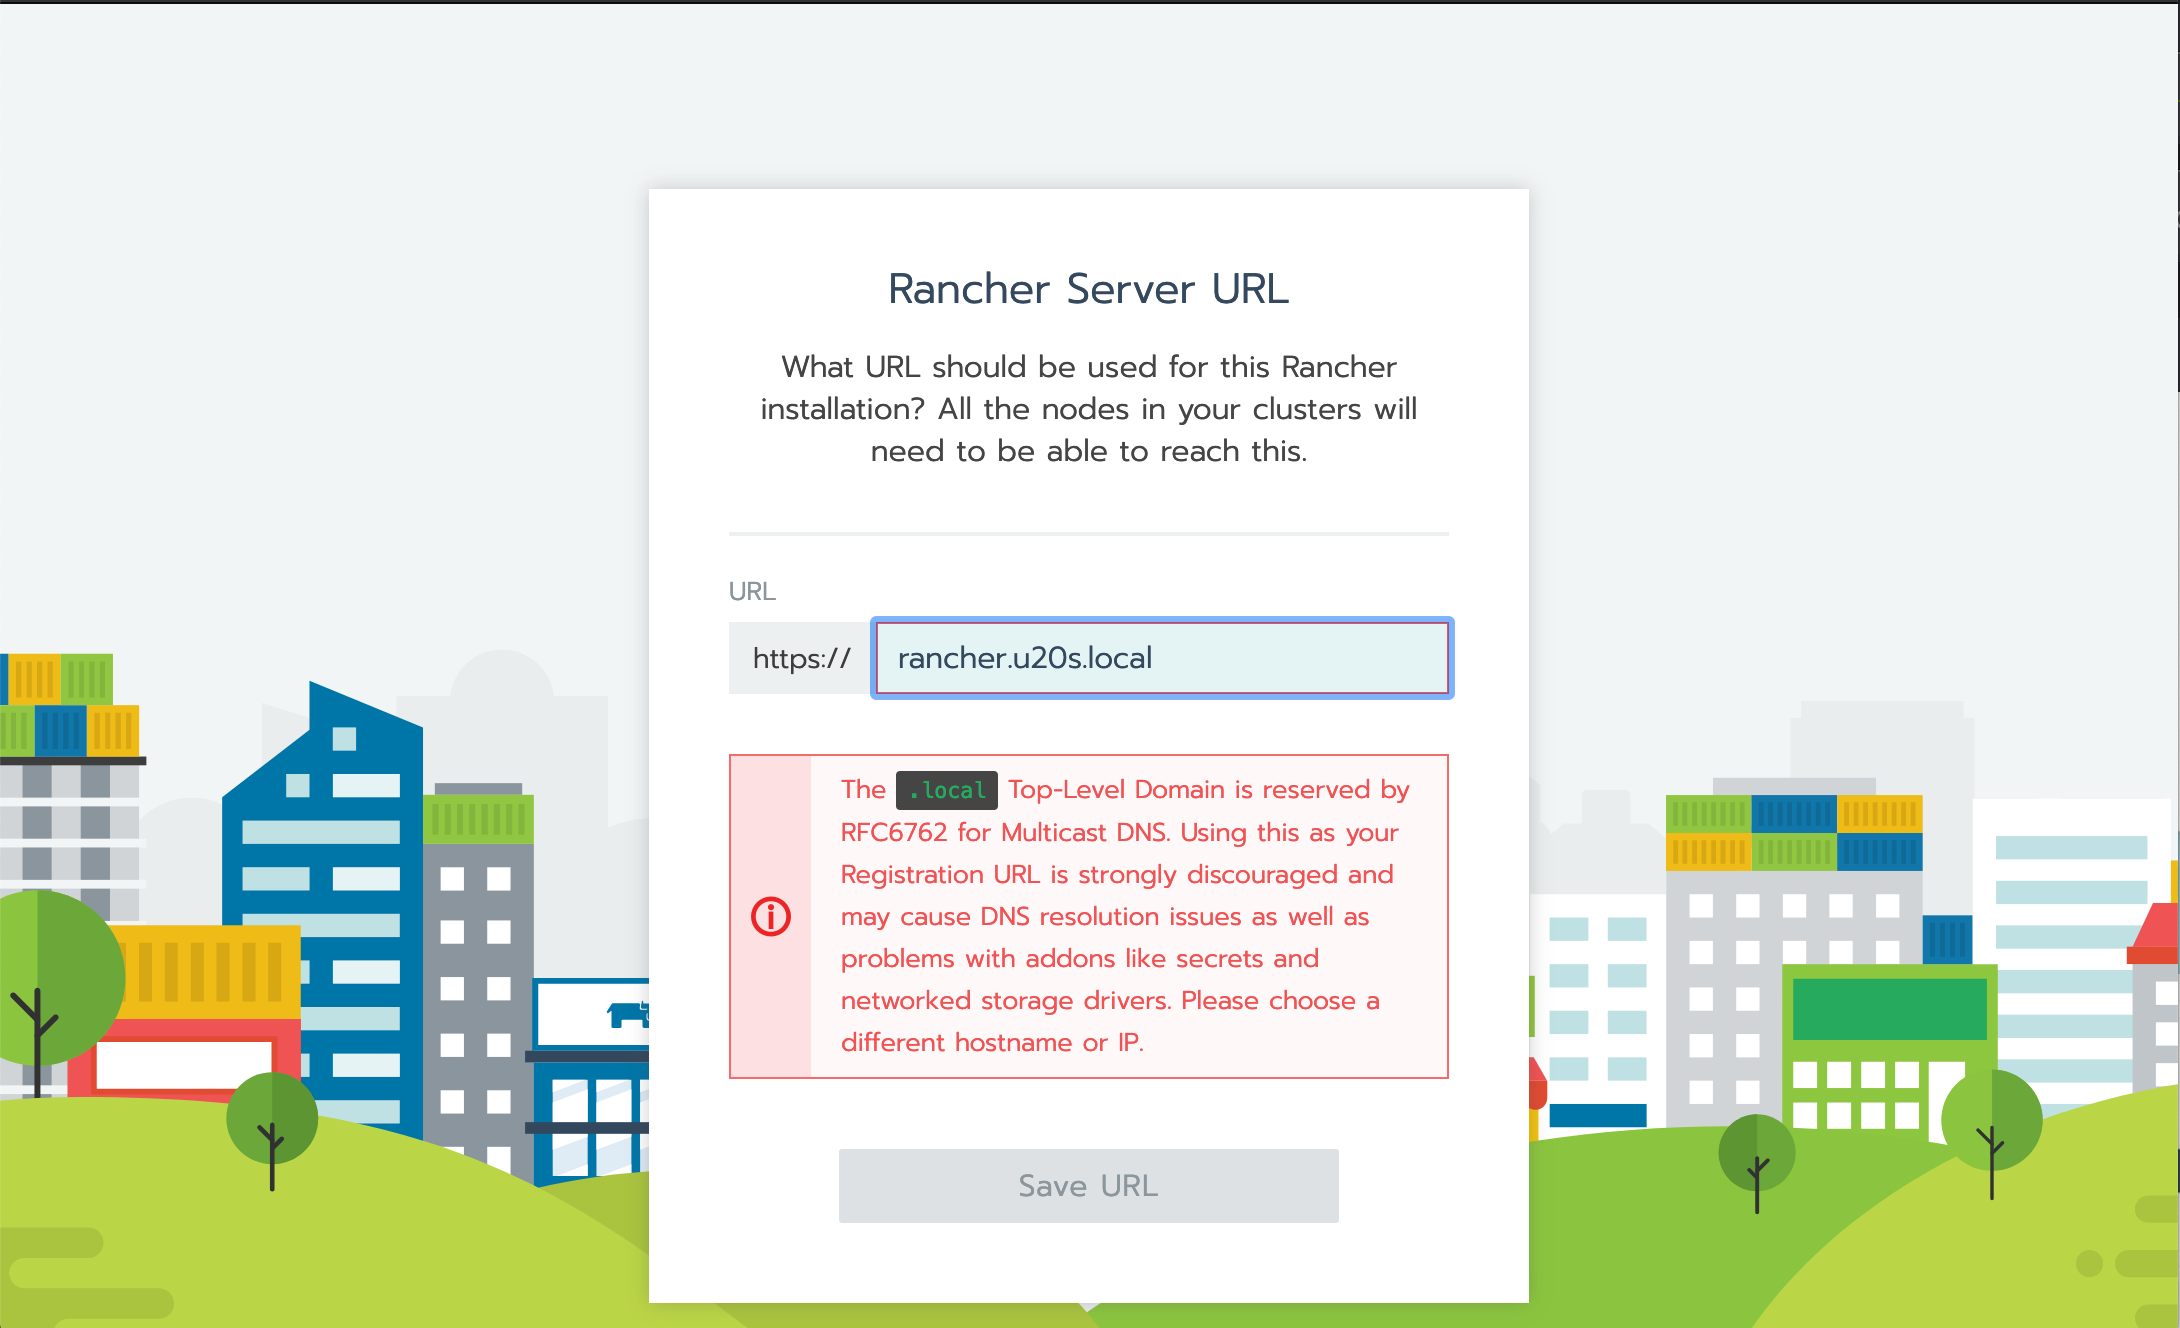 Rancher Server URL
What URL should be used for this Rancher
installation? All the nodes in your clusters will
need to be able to reach this.
URL
https:// rancher.u20s.local
The .local Top-Level Domain is reserved by
RFC6762 for Multicast DNS. Using this as your
Registration URL is strongly discouraged and
may cause DNS resolution issues as well as
problems with addons like secrets and
networked storage drivers. Please choose a
different hostname or IP.
Save URL